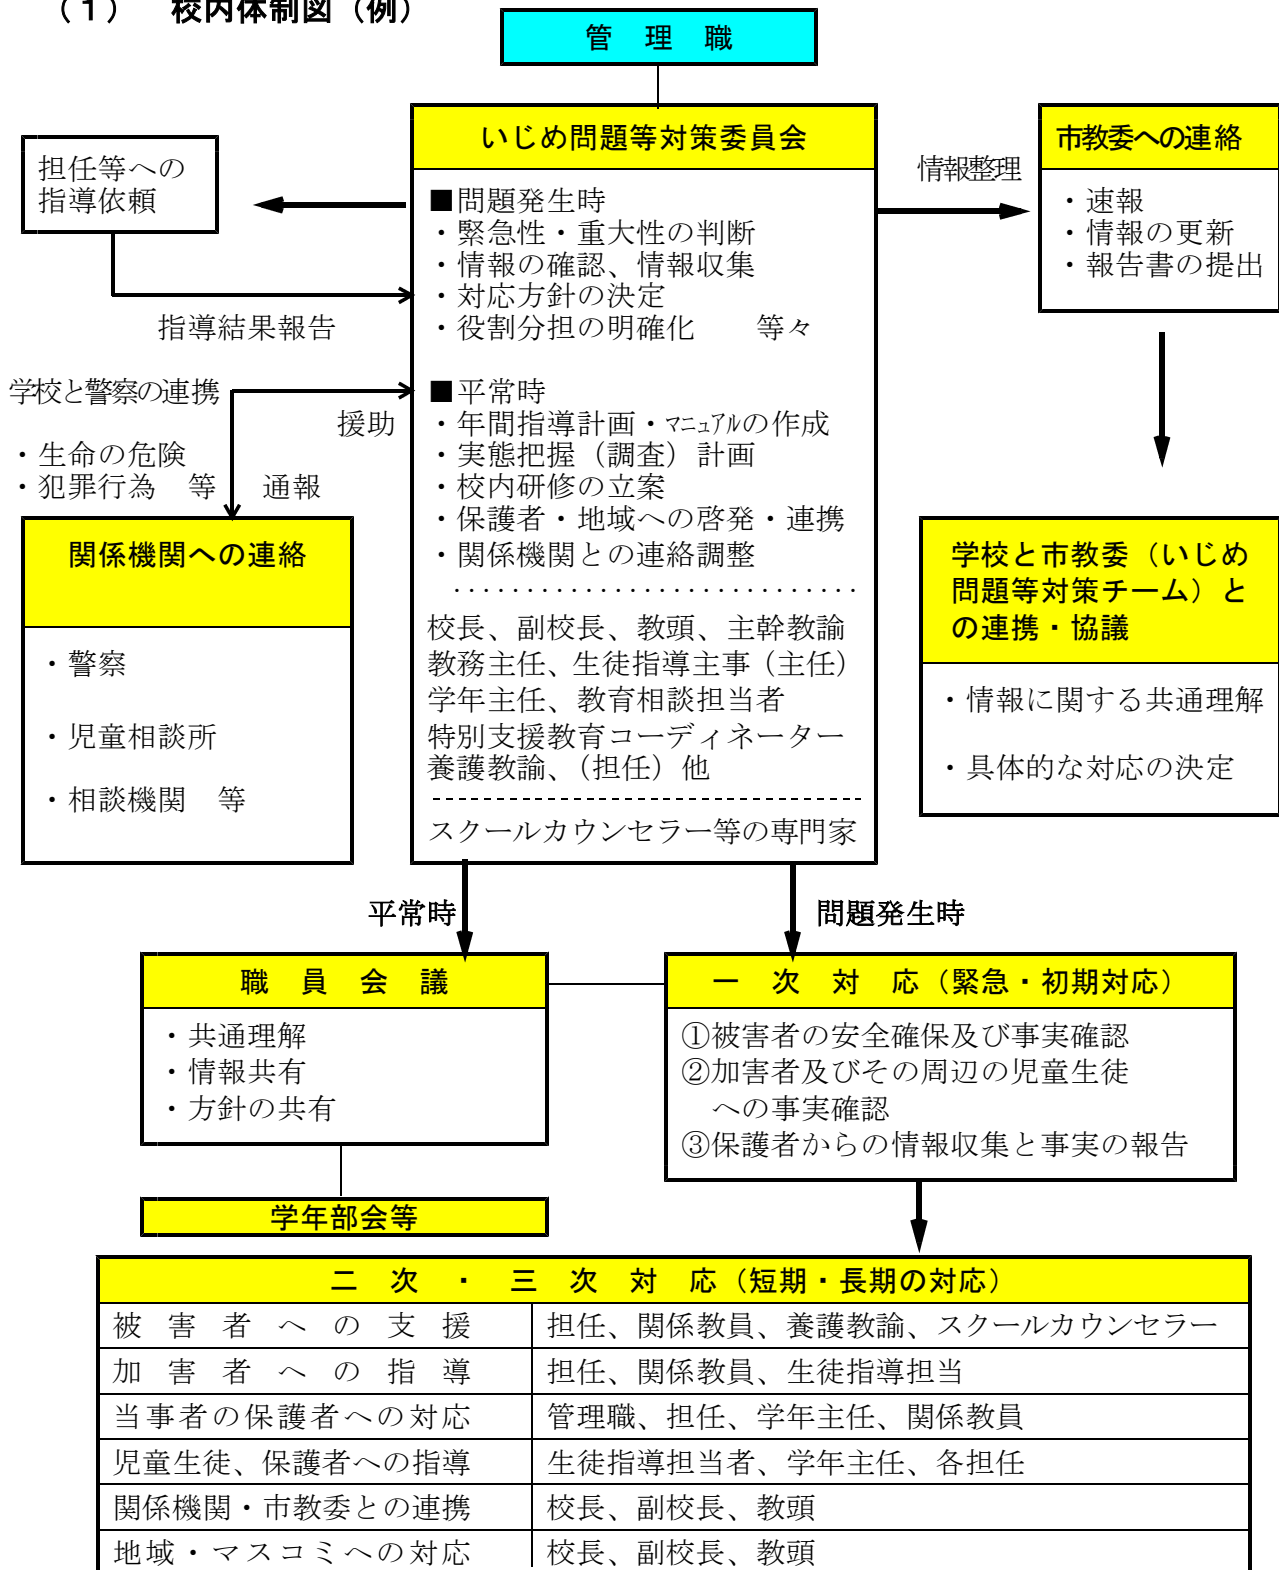 （１）　校内体制図（例）
管　理　職
いじめ問題等対策委員会
■問題発生時
・緊急性・重大性の判断
・情報の確認、情報収集
・対応方針の決定
・役割分担の明確化　　等々
■平常時
・年間指導計画・マニュアルの作成
・実態把握（調査）計画
・校内研修の立案
・保護者・地域への啓発・連携
・関係機関との連絡調整
校長、副校長、教頭、主幹教諭
教務主任、生徒指導主事（主任）
学年主任、教育相談担当者
特別支援教育コーディネーター
養護教諭、（担任）他
スクールカウンセラー等の専門家
担任等への
指導依頼
指導結果報告
学校と警察の連携
援助
・生命の危険
・犯罪行為　等
通報
関係機関への連絡
・警察
・児童相談所
・相談機関　等
情報整理
市教委への連絡
・速報
・情報の更新
・報告書の提出
学校と市教委（いじめ
問題等対策チーム）と
の連携・協議
・情報に関する共通理解
・具体的な対応の決定
平常時
問題発生時
職　員　会　議
・共通理解
・情報共有
・方針の共有
学年部会等
一　次　対　応（緊急・初期対応）
①被害者の安全確保及び事実確認
②加害者及びその周辺の児童生徒
への事実確認
③保護者からの情報収集と事実の報告
二　次　・　三　次　対　応（短期・長期の対応）
被害者への支援　担任、関係教員、養護教諭、スクールカウンセラー
加害者への指導　担任、関係教員、生徒指導担当
当事者の保護者への対応　管理職、担任、学年主任、関係教員
児童生徒、保護者への指導　生徒指導担当者、学年主任、各担任
関係機関・市教委との連携　校長、副校長、教頭
地域・マスコミへの対応　校長、副校長、教頭